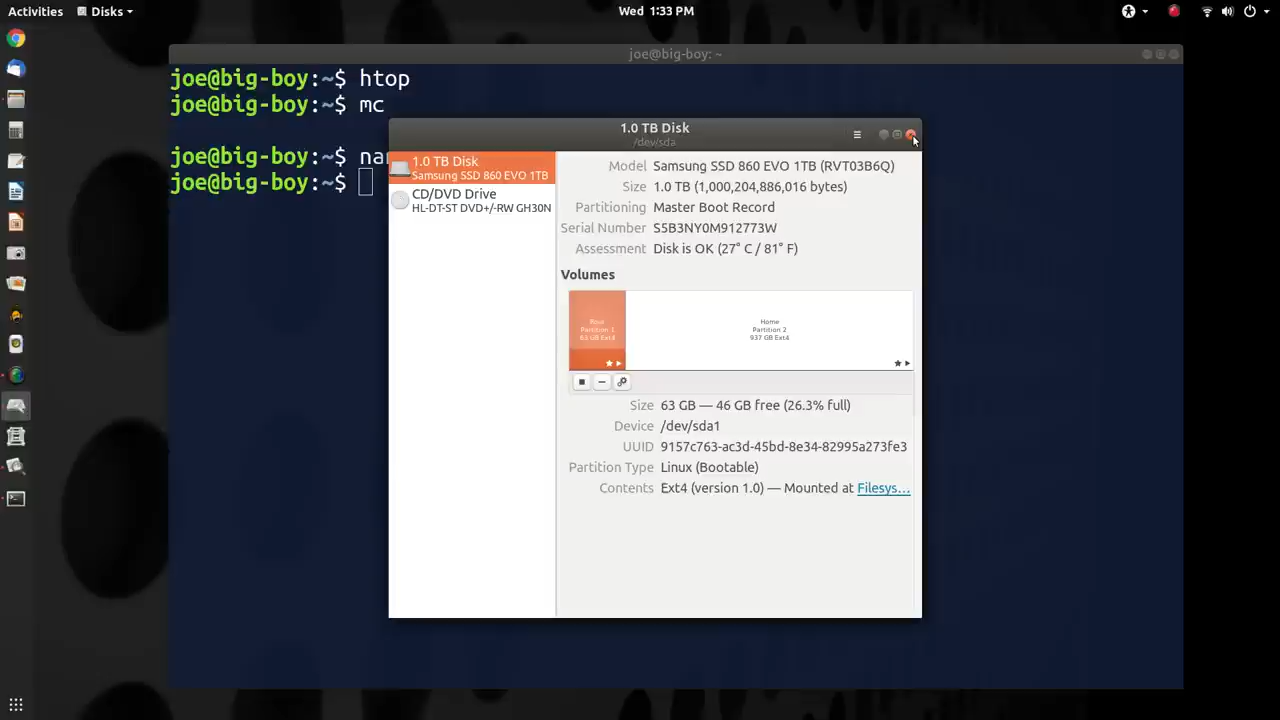 Activities
Disks
Wed 1:33 PM
joe@big-boy: ~
joe@big-boy:~$ htop
joe@big-boy:~$ mc
joe@big-boy:~$ na
joe@big-boy:~$
1.0 TB Disk
/dev/sda
1.0 TB Disk
Samsung SSD 860 EVO 1TB
CD/DVD Drive
HL-DT-ST DVD+/-RW GH30N
Model Samsung SSD 860 EVO 1TB (RVT03B6Q)
Size 1.0 TB (1,000,204,886,016 bytes)
Partitioning Master Boot Record
Serial Number S5B3NY0M912773W
Assessment Disk is OK (27° C / 81° F)
Volumes
Root
Partition 1
63 GB Ext4
Home
Partition 2
937 GB Ext4
Size 63 GB — 46 GB free (26.3% full)
Device /dev/sda1
UUID 9157c763-ac3d-45bd-8e34-82995a273fe3
Partition Type Linux (Bootable)
Contents Ext4 (version 1.0) — Mounted at Filesys…